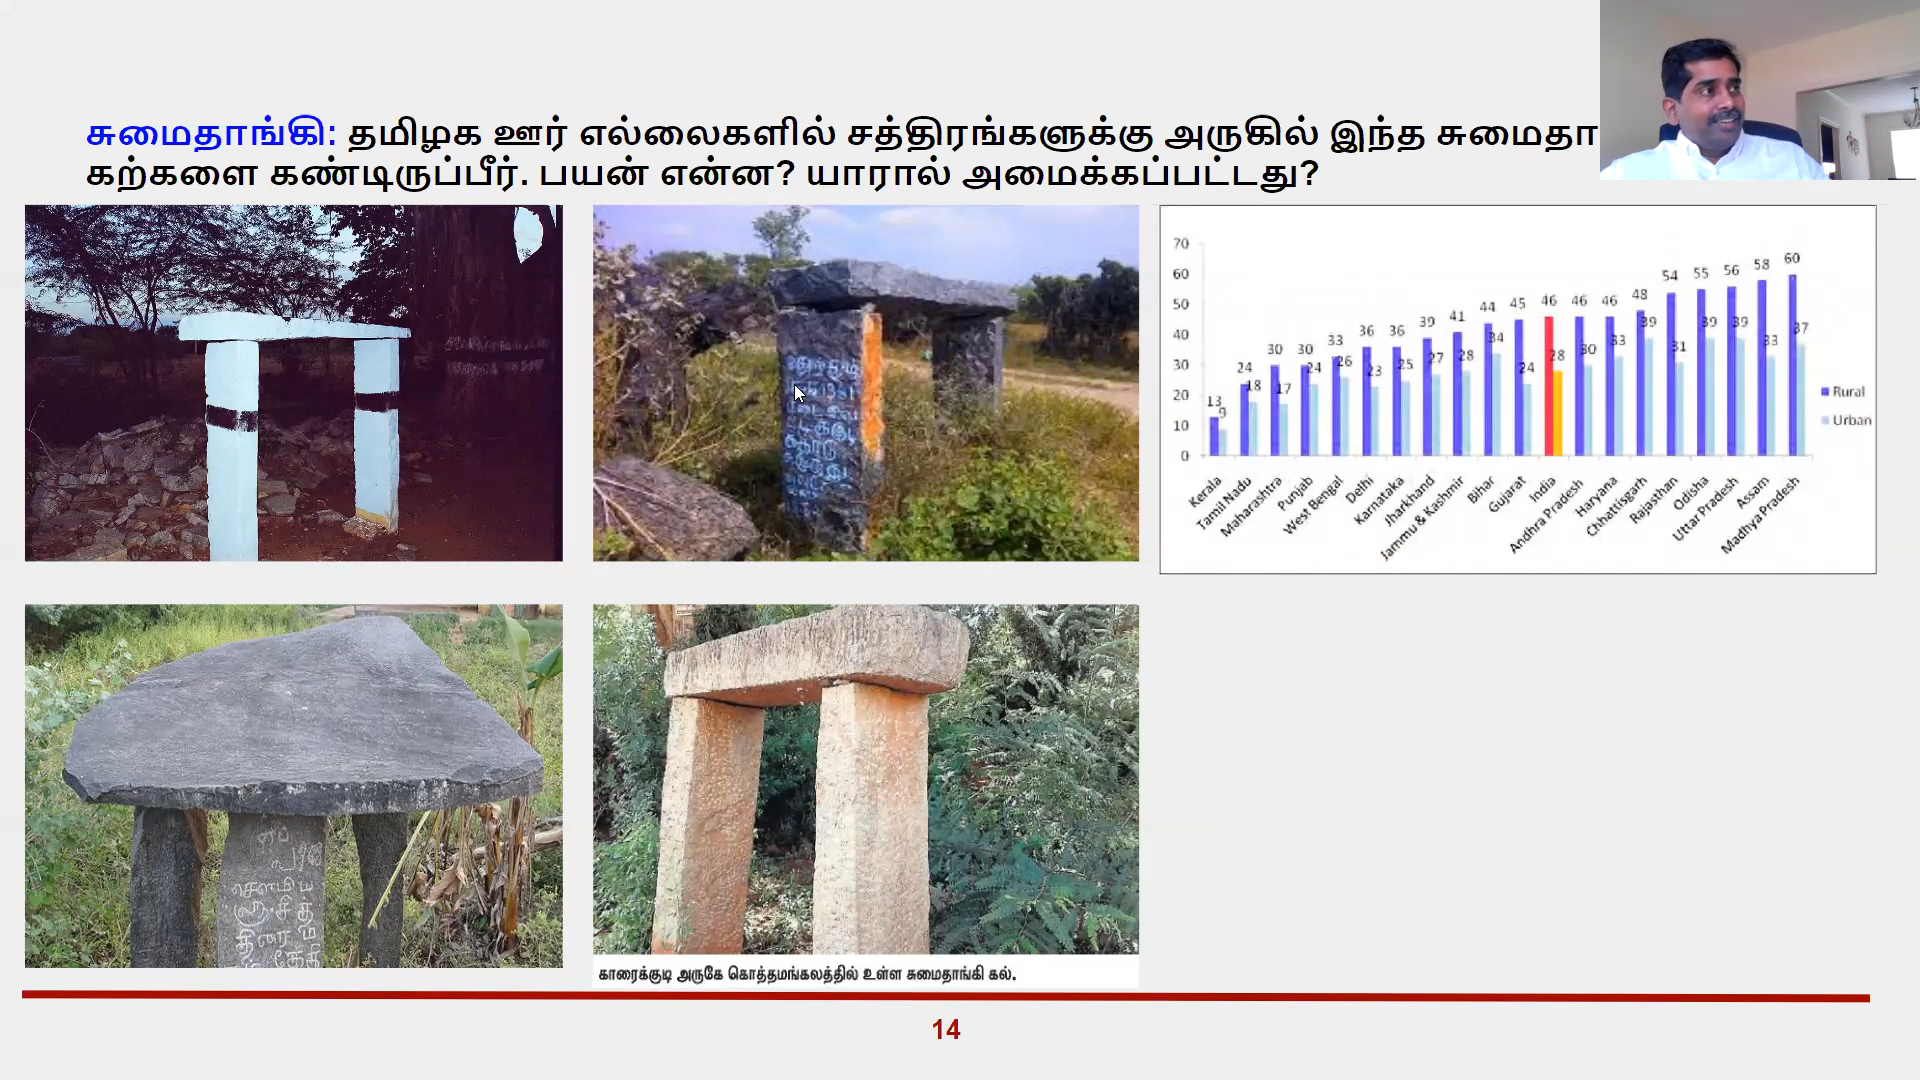 சுமைதாங்கி: தமிழக ஊர் எல்லைகளில் சத்திரங்களுக்கு அருகில் இந்த சுமைதா
கற்களை கண்டிருப்பீர். பயன் என்ன? யாரால் அமைக்கப்பட்டது?
70
60
50
40
30
20
10
0
13 24 30 30 33 36 36 39 41 44 45 46 46 46 48 54 55 56 58 60
9 18 17 24 26 23 25 27 28 34 24 28 30 33 39 31 39 39 33 37
Rural
Urban
Kerala
Tamil Nadu
Maharashtra
Punjab
West Bengal
Delhi
Karnataka
Jharkhand
Jammu & Kashmir
Bihar
Gujarat
India
Andhra Pradesh
Haryana
Chhattisgarh
Rajasthan
Odisha
Uttar Pradesh
Assam
Madhya Pradesh
காரைக்குடி அருகே கொத்தமங்கலத்தில் உள்ள சுமைதாங்கி கல்.
14